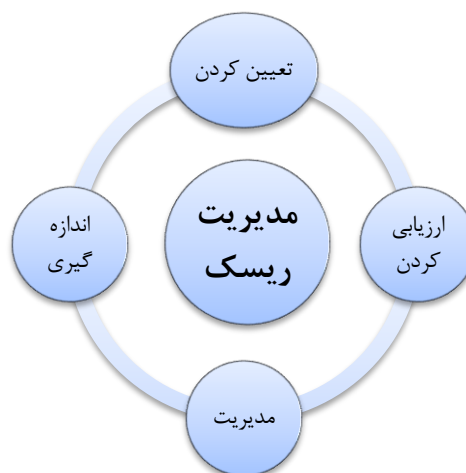 تعیین کردن
ارزیابی
کردن
مدیریت
اندازه
گیری
مدیریت
ریسک